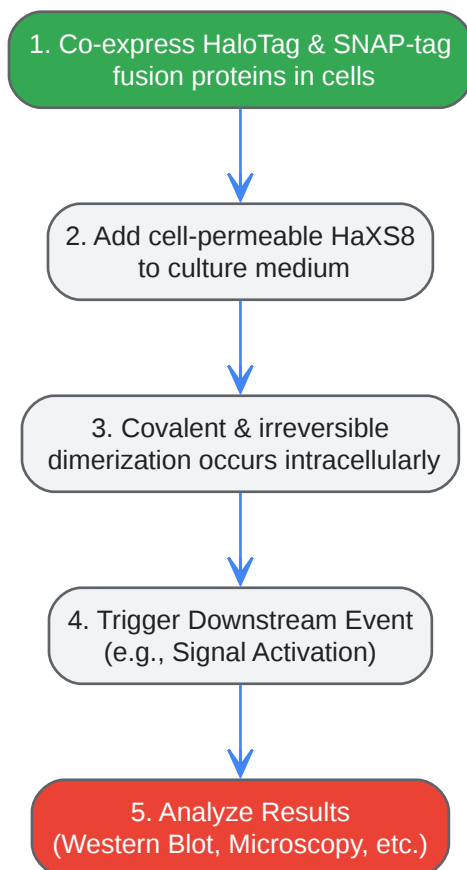 1. Co-express HaloTag & SNAP-tag
fusion proteins in cells
2. Add cell-permeable HaXS8
to culture medium
3. Covalent & irreversible
dimerization occurs intracellularly
4. Trigger Downstream Event
(e.g., Signal Activation)
5. Analyze Results
(Western Blot, Microscopy, etc.)